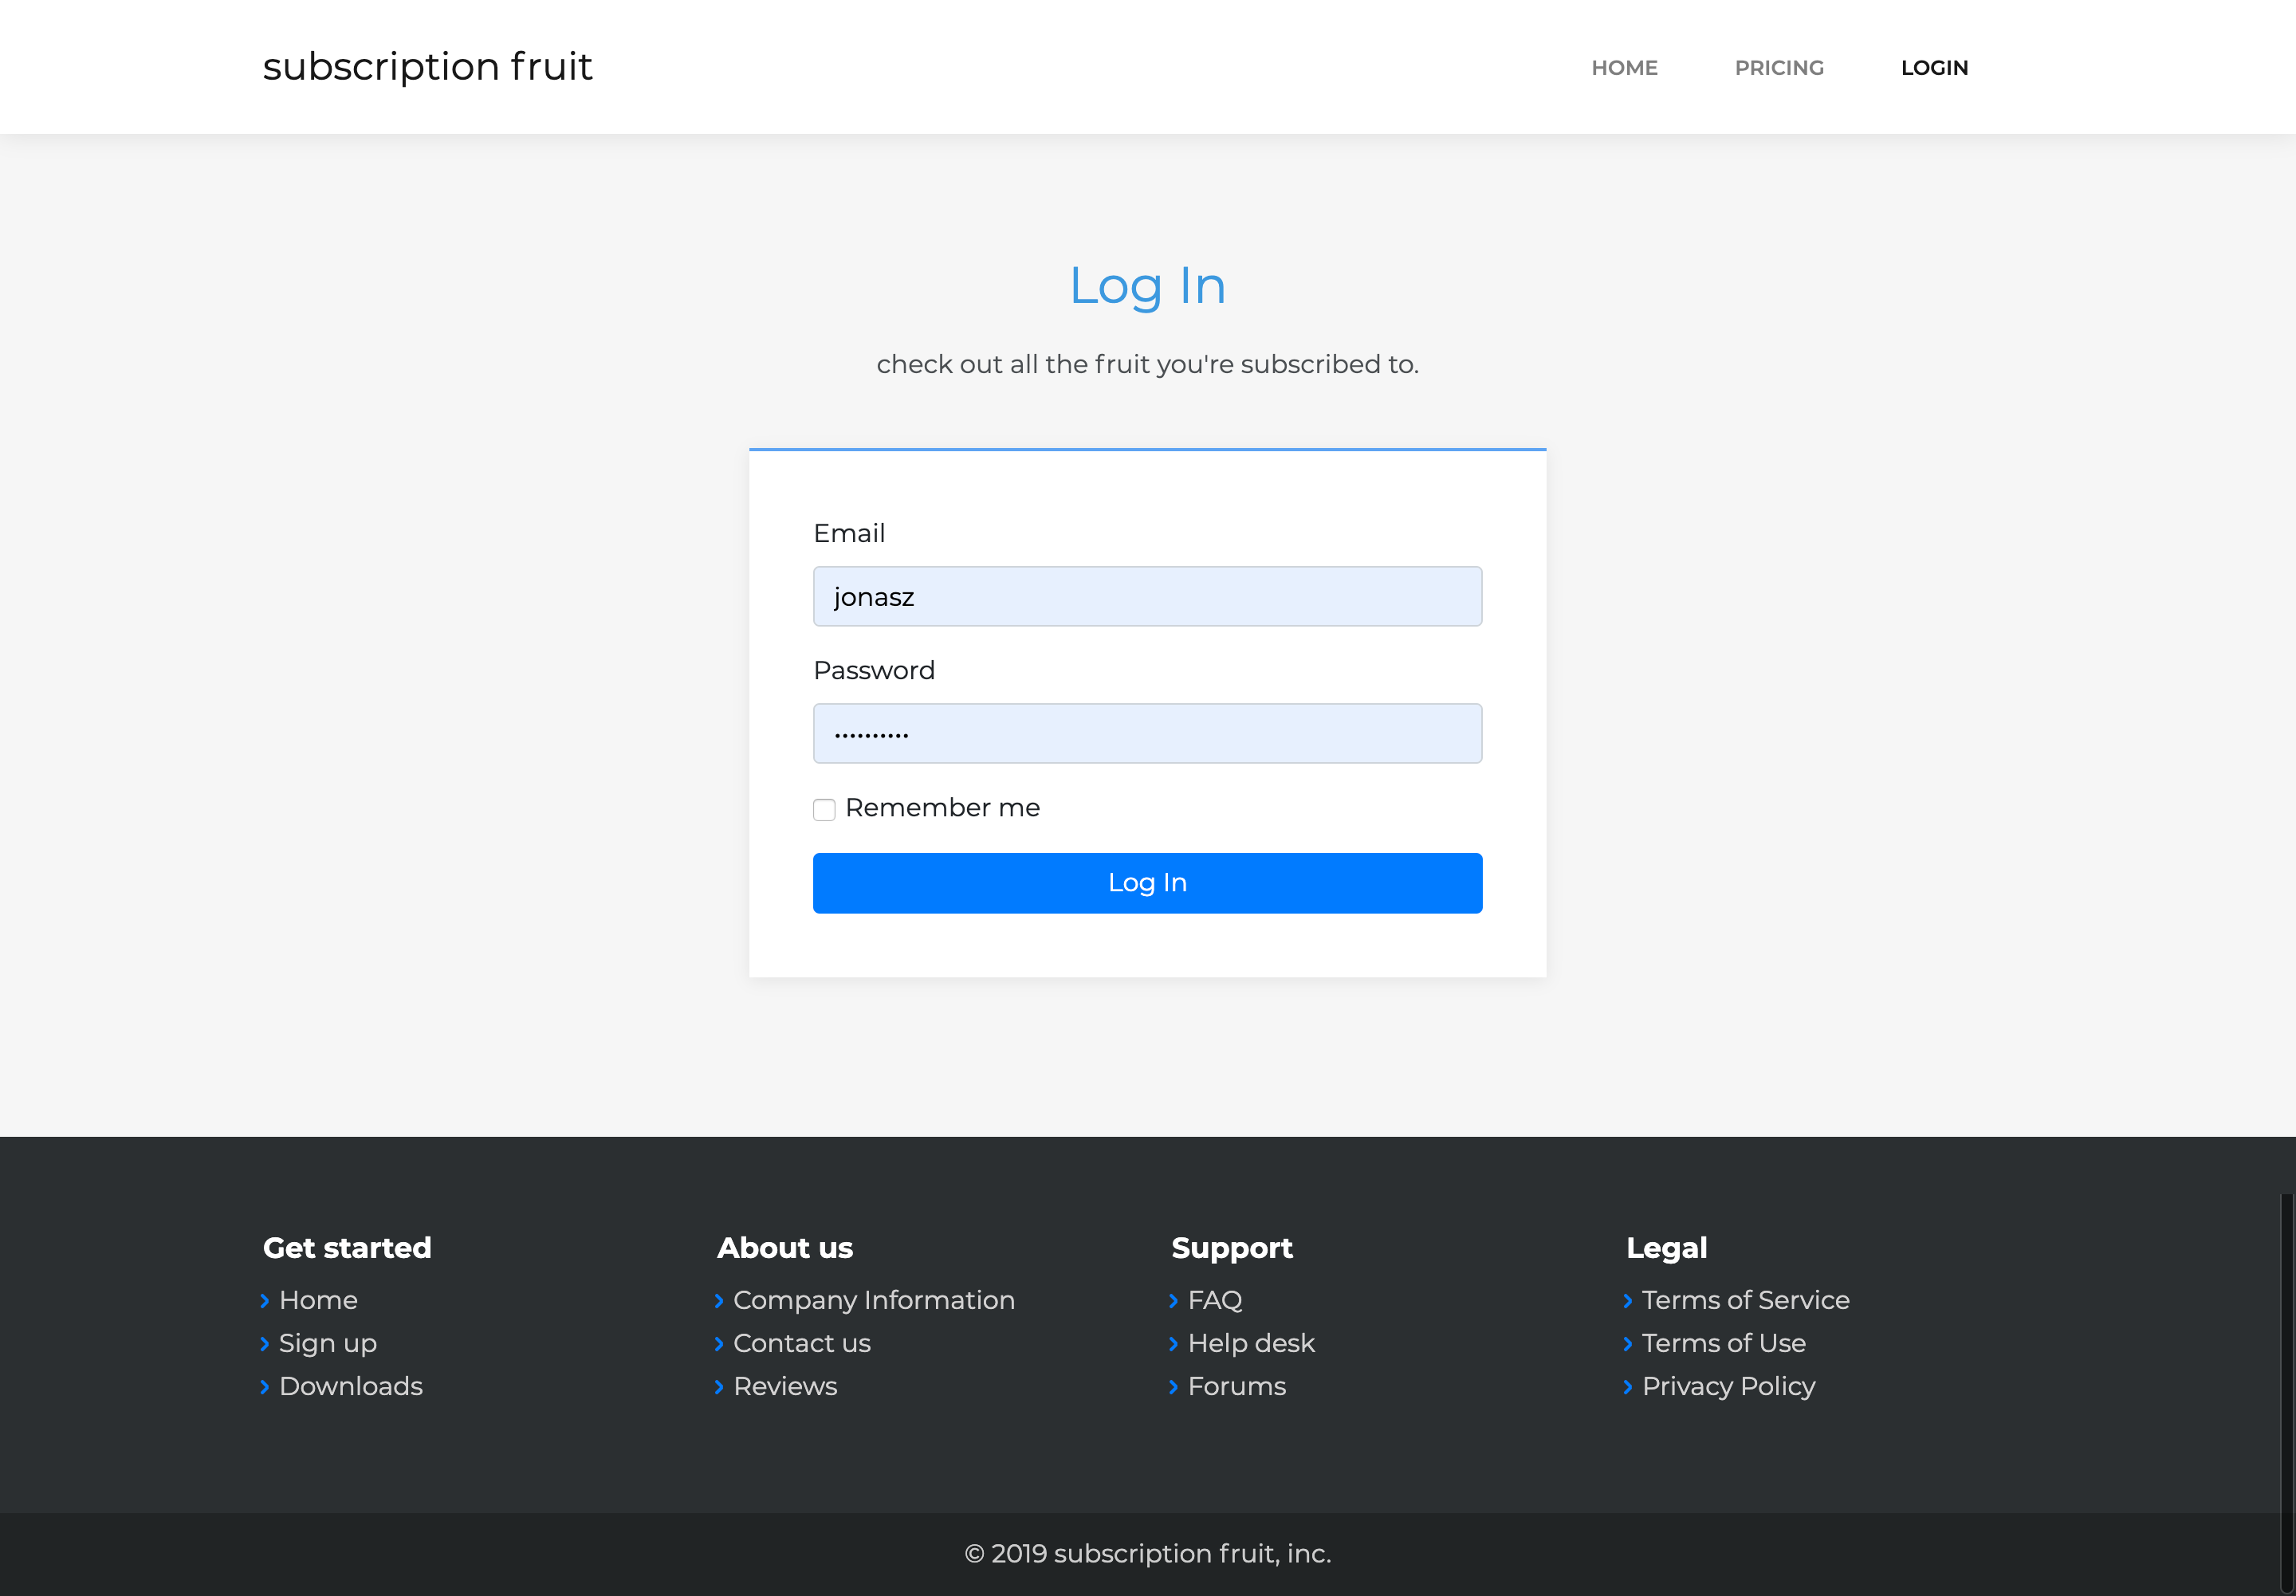 subscription fruit
HOME PRICING LOGIN
Log In
check out all the fruit you're subscribed to.
Email
jonasz
Password
••••••••••
Remember me
Log In
Get started
Home
Sign up
Downloads
About us
Company Information
Contact us
Reviews
Support
FAQ
Help desk
Forums
Legal
Terms of Service
Terms of Use
Privacy Policy
© 2019 subscription fruit, inc.